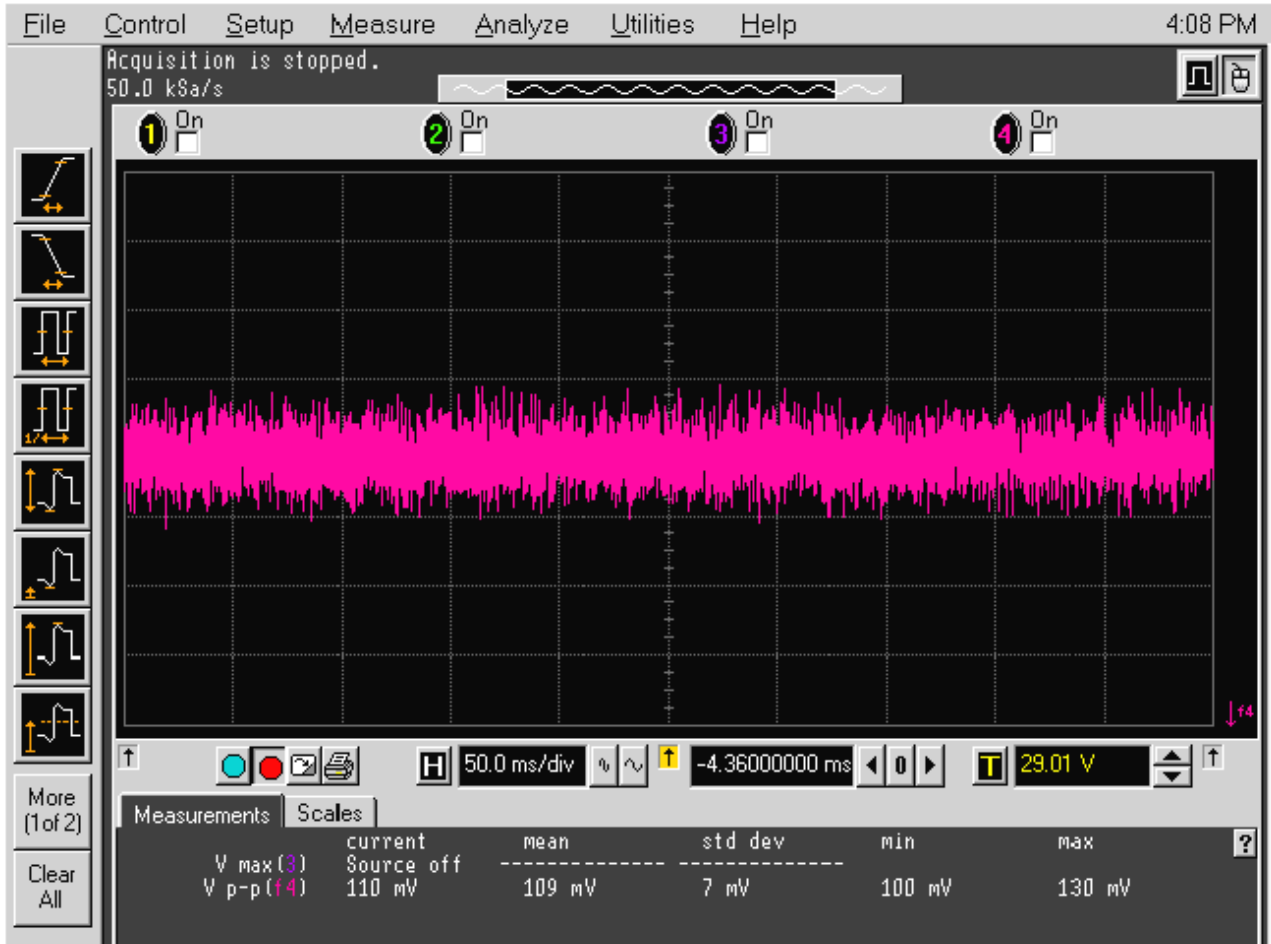 File Control Setup Measure Analyze Utilities Help 4:08 PM
Acquisition is stopped.
50.0 kSa/s
1 On 2 On 3 On 4 On
1/
f4
H 50.0 ms/div -4.36000000 ms 0 T 29.01 V
More
(1of 2)
Clear
All
Measurements Scales
current mean std dev min max
V max(3) Source off -------------- --------------
V p-p(f4) 110 mV 109 mV 7 mV 100 mV 130 mV
?